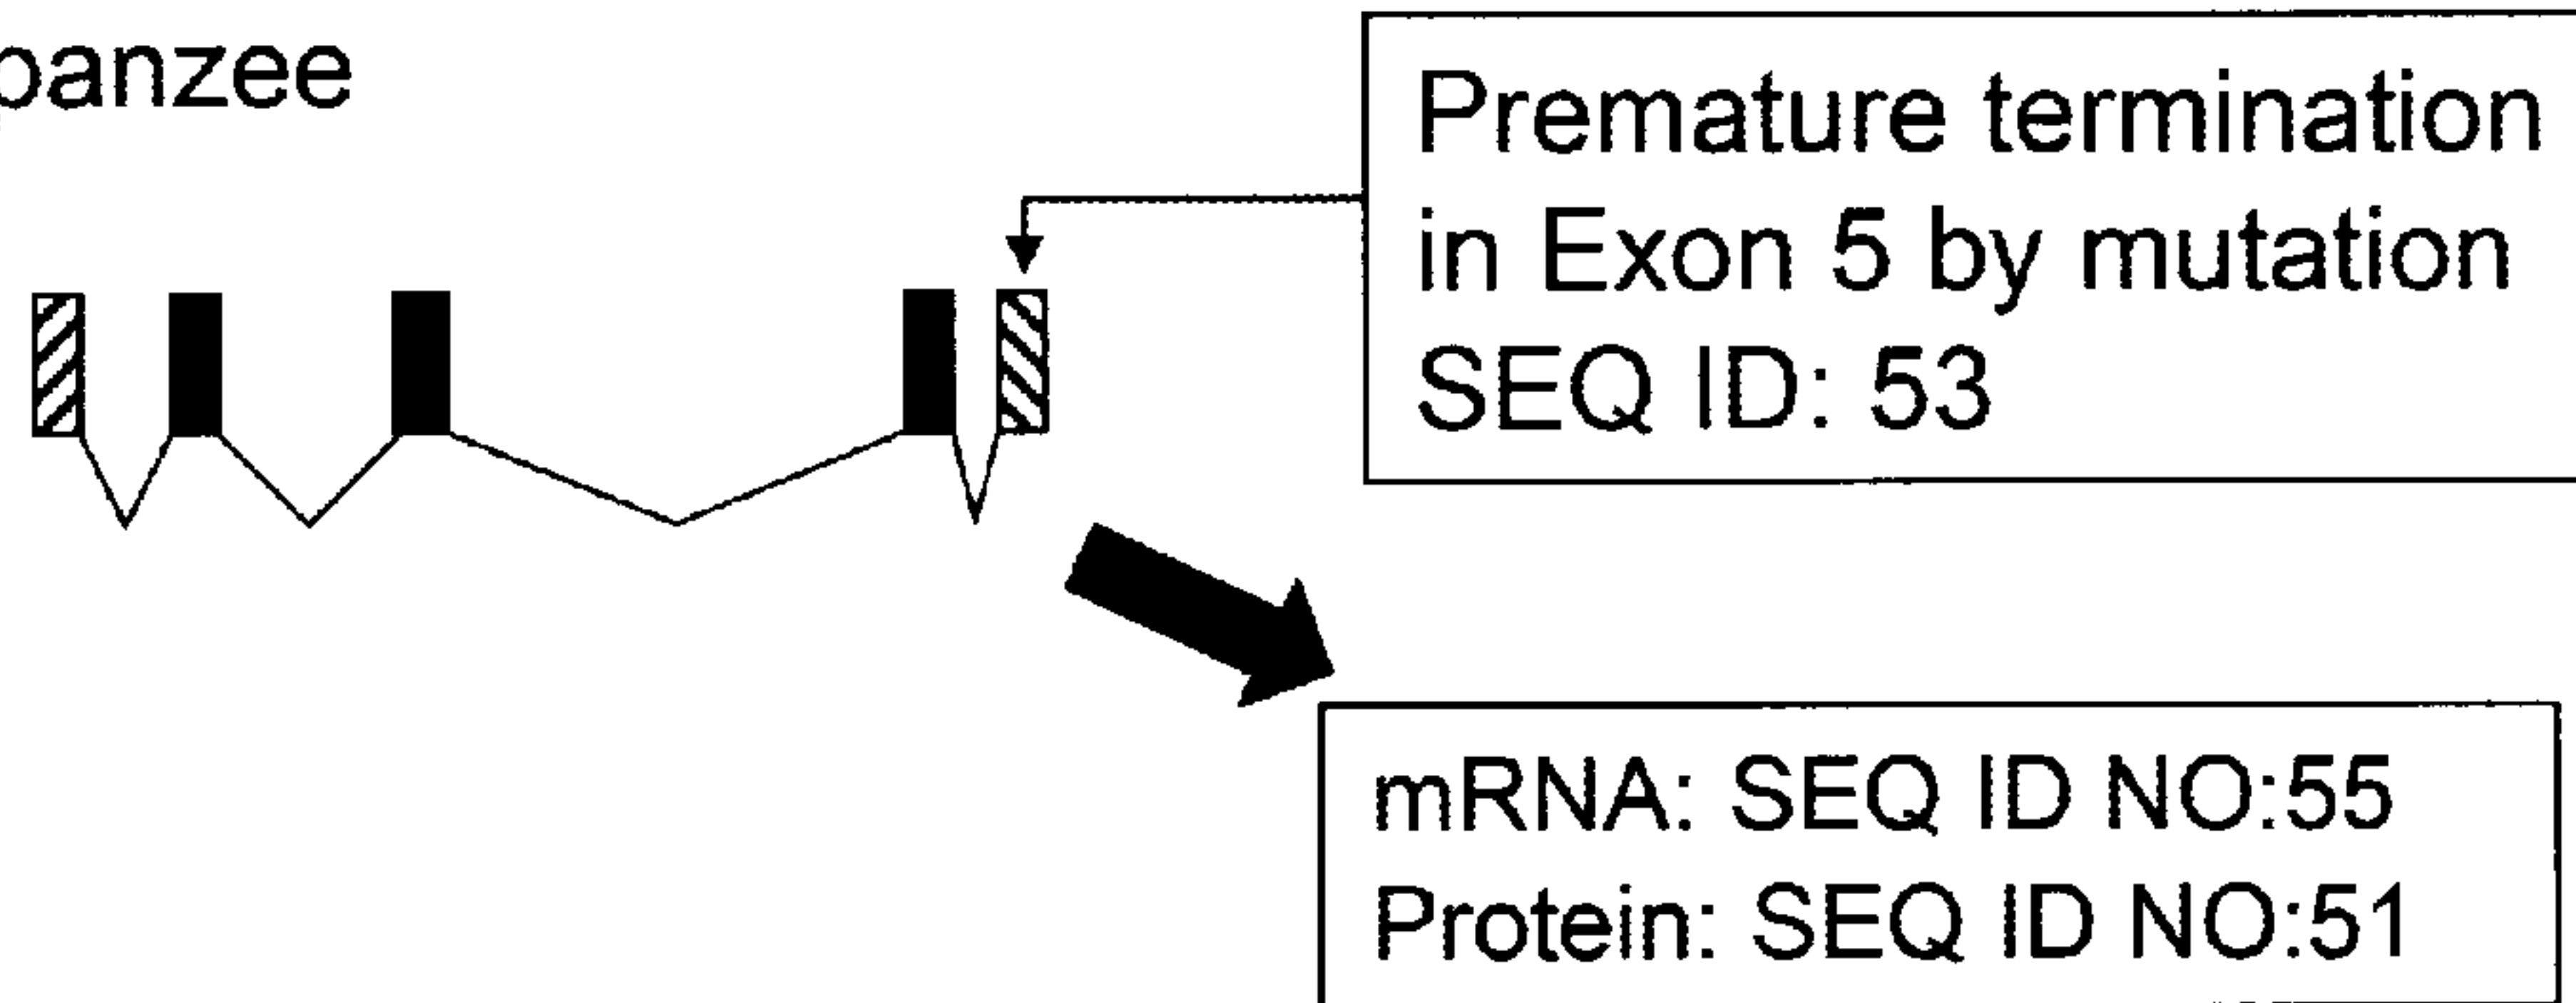 panzee
Premature termination
in Exon 5 by mutation
SEQ ID: 53
mRNA: SEQ ID NO:55
Protein: SEQ ID NO:51